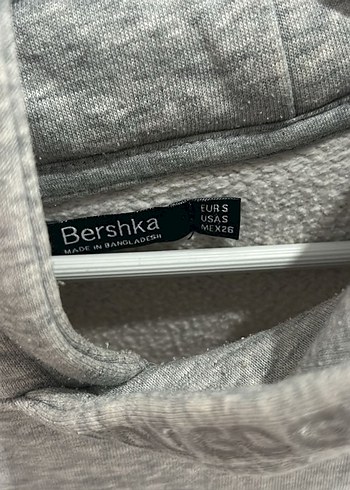 Bershka
MADE IN BANGLADESH
EUR S
USA S
MEX 26